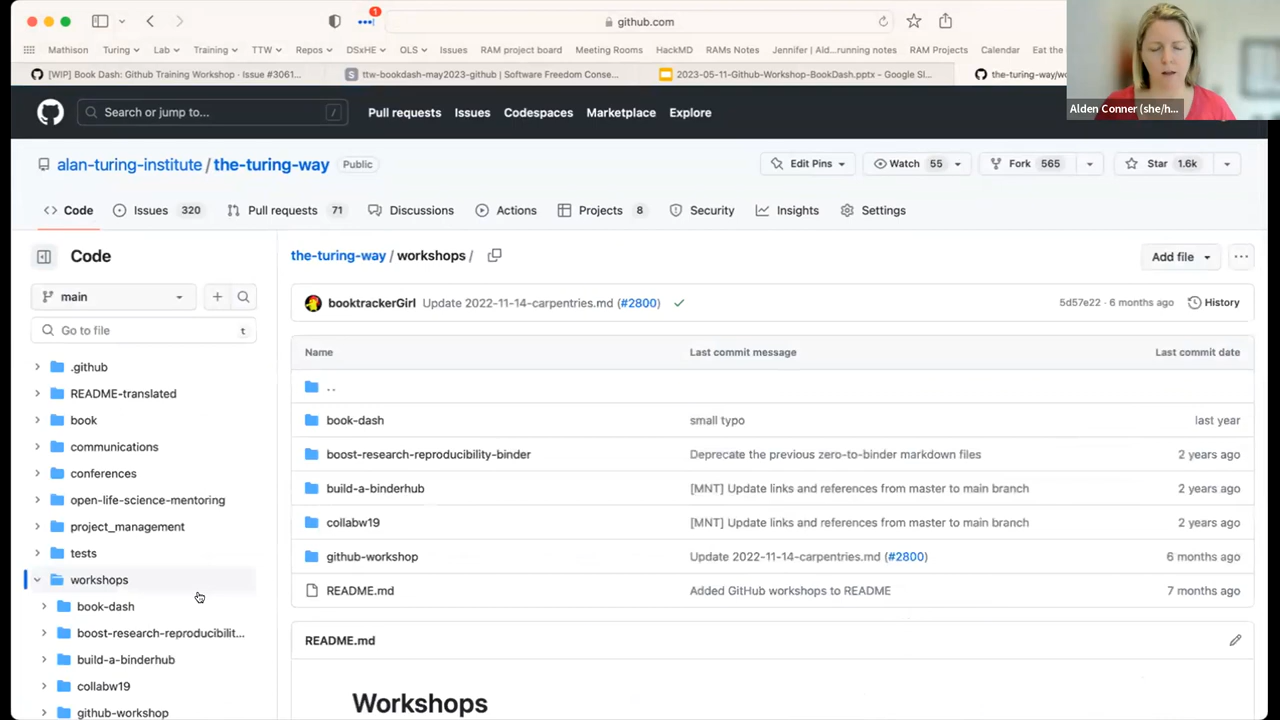 1
github.com
Mathison Turing Lab Training TTW Repos DSxHE OLS Issues RAM project board Meeting Rooms HackMD RAMs Notes Jennifer | Ald...running notes RAM Projects Calendar Eat the
[WIP] Book Dash: Github Training Workshop · Issue #3061... ttw-bookdash-may2023-github | Software Freedom Conse... 2023-05-11-Github-Workshop-BookDash.pptx - Google Sl... the-turing-way/wo
Alden Conner (she/h...
Search or jump to... / Pull requests Issues Codespaces Marketplace Explore
alan-turing-institute / the-turing-way Public Edit Pins Watch 55 Fork 565 Star 1.6k
Code Issues 320 Pull requests 71 Discussions Actions Projects 8 Security Insights Settings
Code
main
Go to file t
.github
README-translated
book
communications
conferences
open-life-science-mentoring
project_management
tests
workshops
book-dash
boost-research-reproducibilit...
build-a-binderhub
collabw19
github-workshop
the-turing-way / workshops / Add file ...
booktrackerGirl Update 2022-11-14-carpentries.md (#2800) 5d57e22 · 6 months ago History
Name Last commit message Last commit date
..
book-dash small typo last year
boost-research-reproducibility-binder Deprecate the previous zero-to-binder markdown files 2 years ago
build-a-binderhub [MNT] Update links and references from master to main branch 2 years ago
collabw19 [MNT] Update links and references from master to main branch 2 years ago
github-workshop Update 2022-11-14-carpentries.md (#2800) 6 months ago
README.md Added GitHub workshops to README 7 months ago
README.md
Workshops